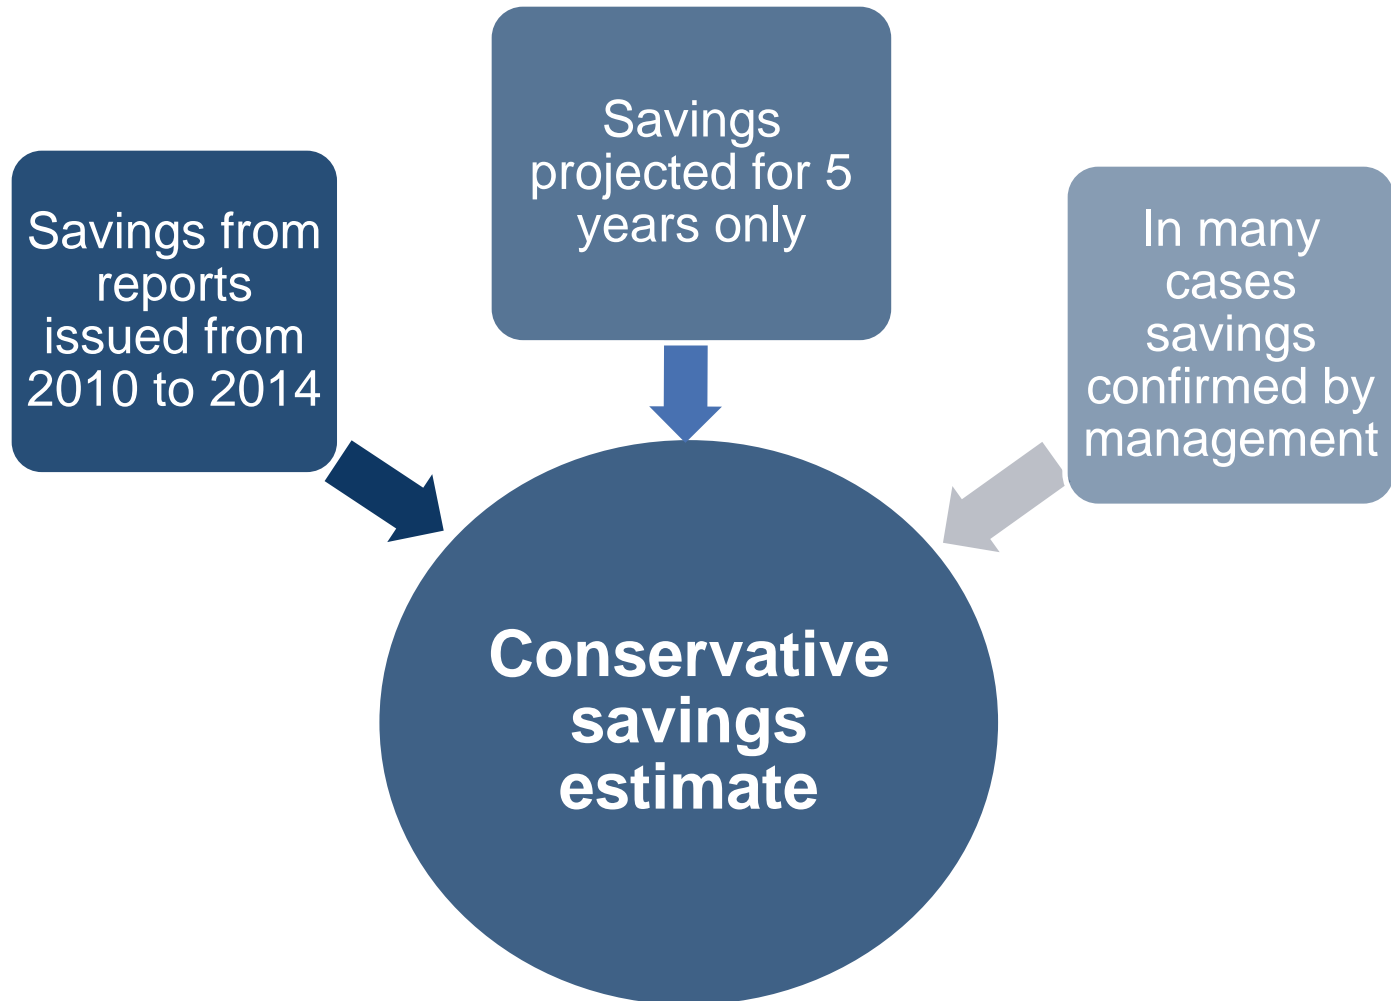 Savings from
reports
issued from
2010 to 2014
Savings
projected for 5
years only
In many
cases
savings
confirmed by
management
Conservative
savings
estimate